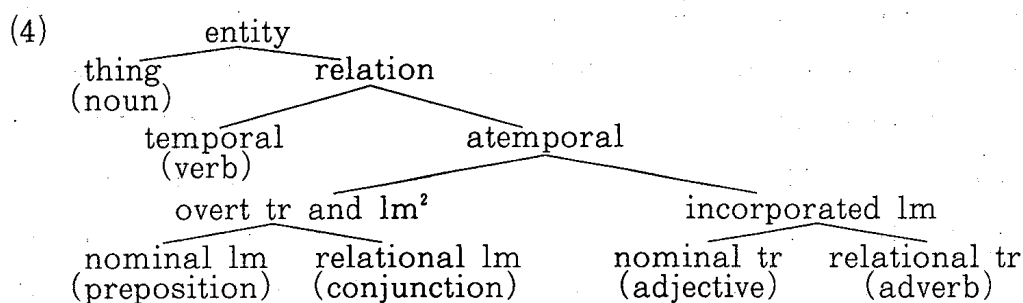 (4) entity
thing relation
(noun)
temporal atemporal
(verb)
overt tr and lm² incorporated lm
nominal lm relational lm nominal tr relational tr
(preposition) (conjunction) (adjective) (adverb)